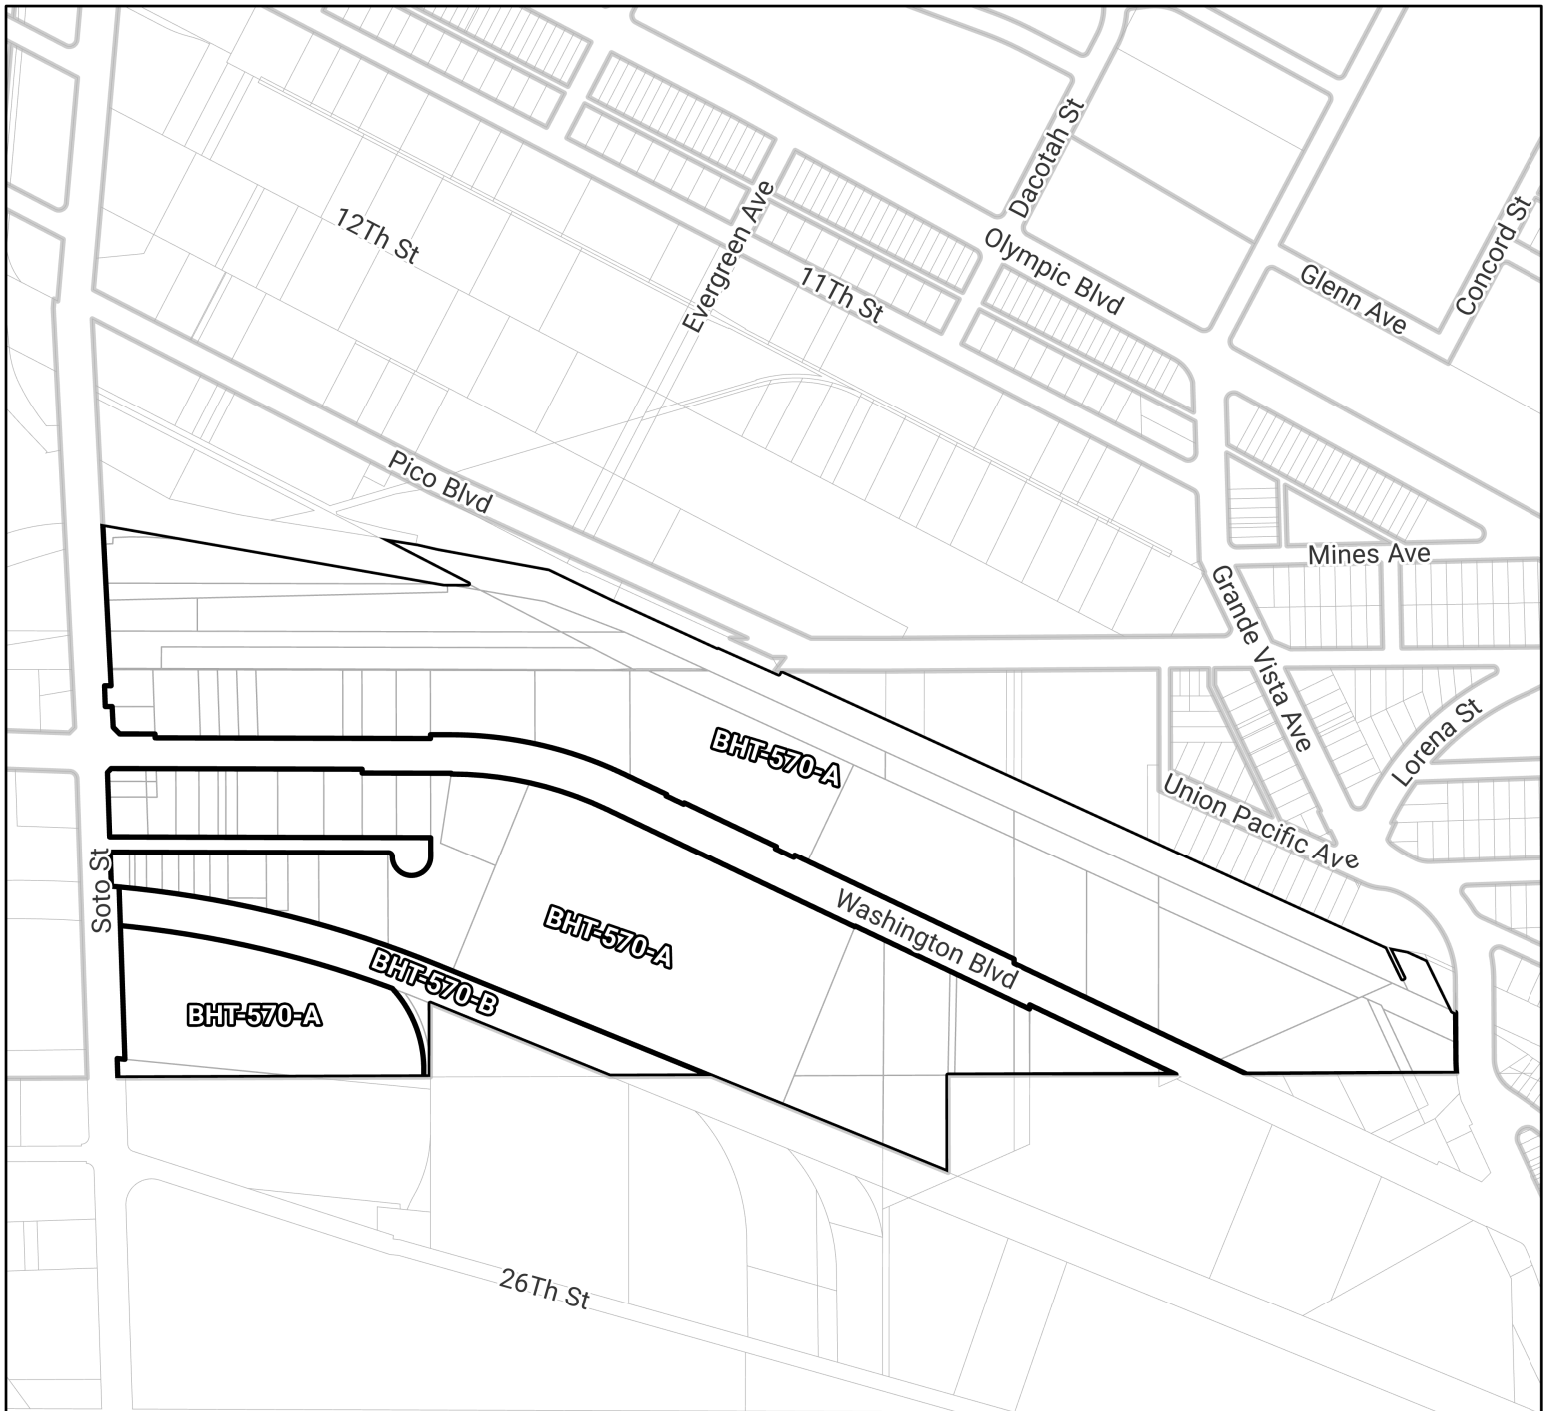 Dacotah St
12Th St
Evergreen Ave
Olympic Blvd
Concord St
11Th St
Glenn Ave
Pico Blvd
Mines Ave
Grande Vista Ave
Lorena St
BHT-570-A
Union Pacific Ave
Soto St
Washington Blvd
BHT-570-A
BHT-570-B
BHT-570-A
26Th St